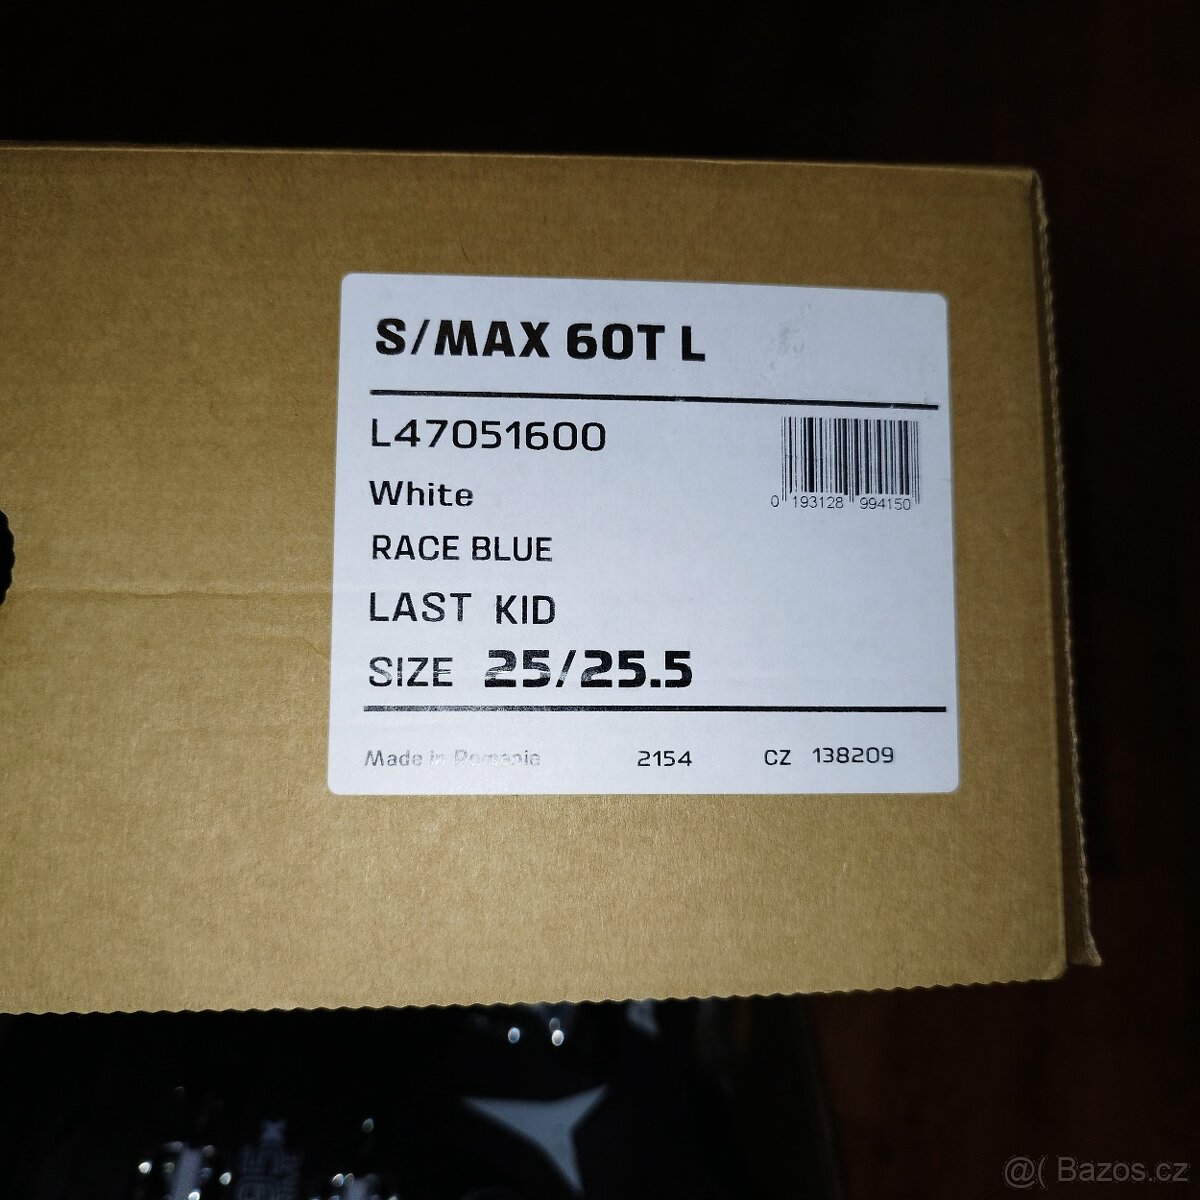 S/MAX 60T L
L47051600
White
0 193128 994150
RACE BLUE
LAST KID
SIZE 25/25.5
Made in Romania 2154 CZ 138209
@( Bazos.cz